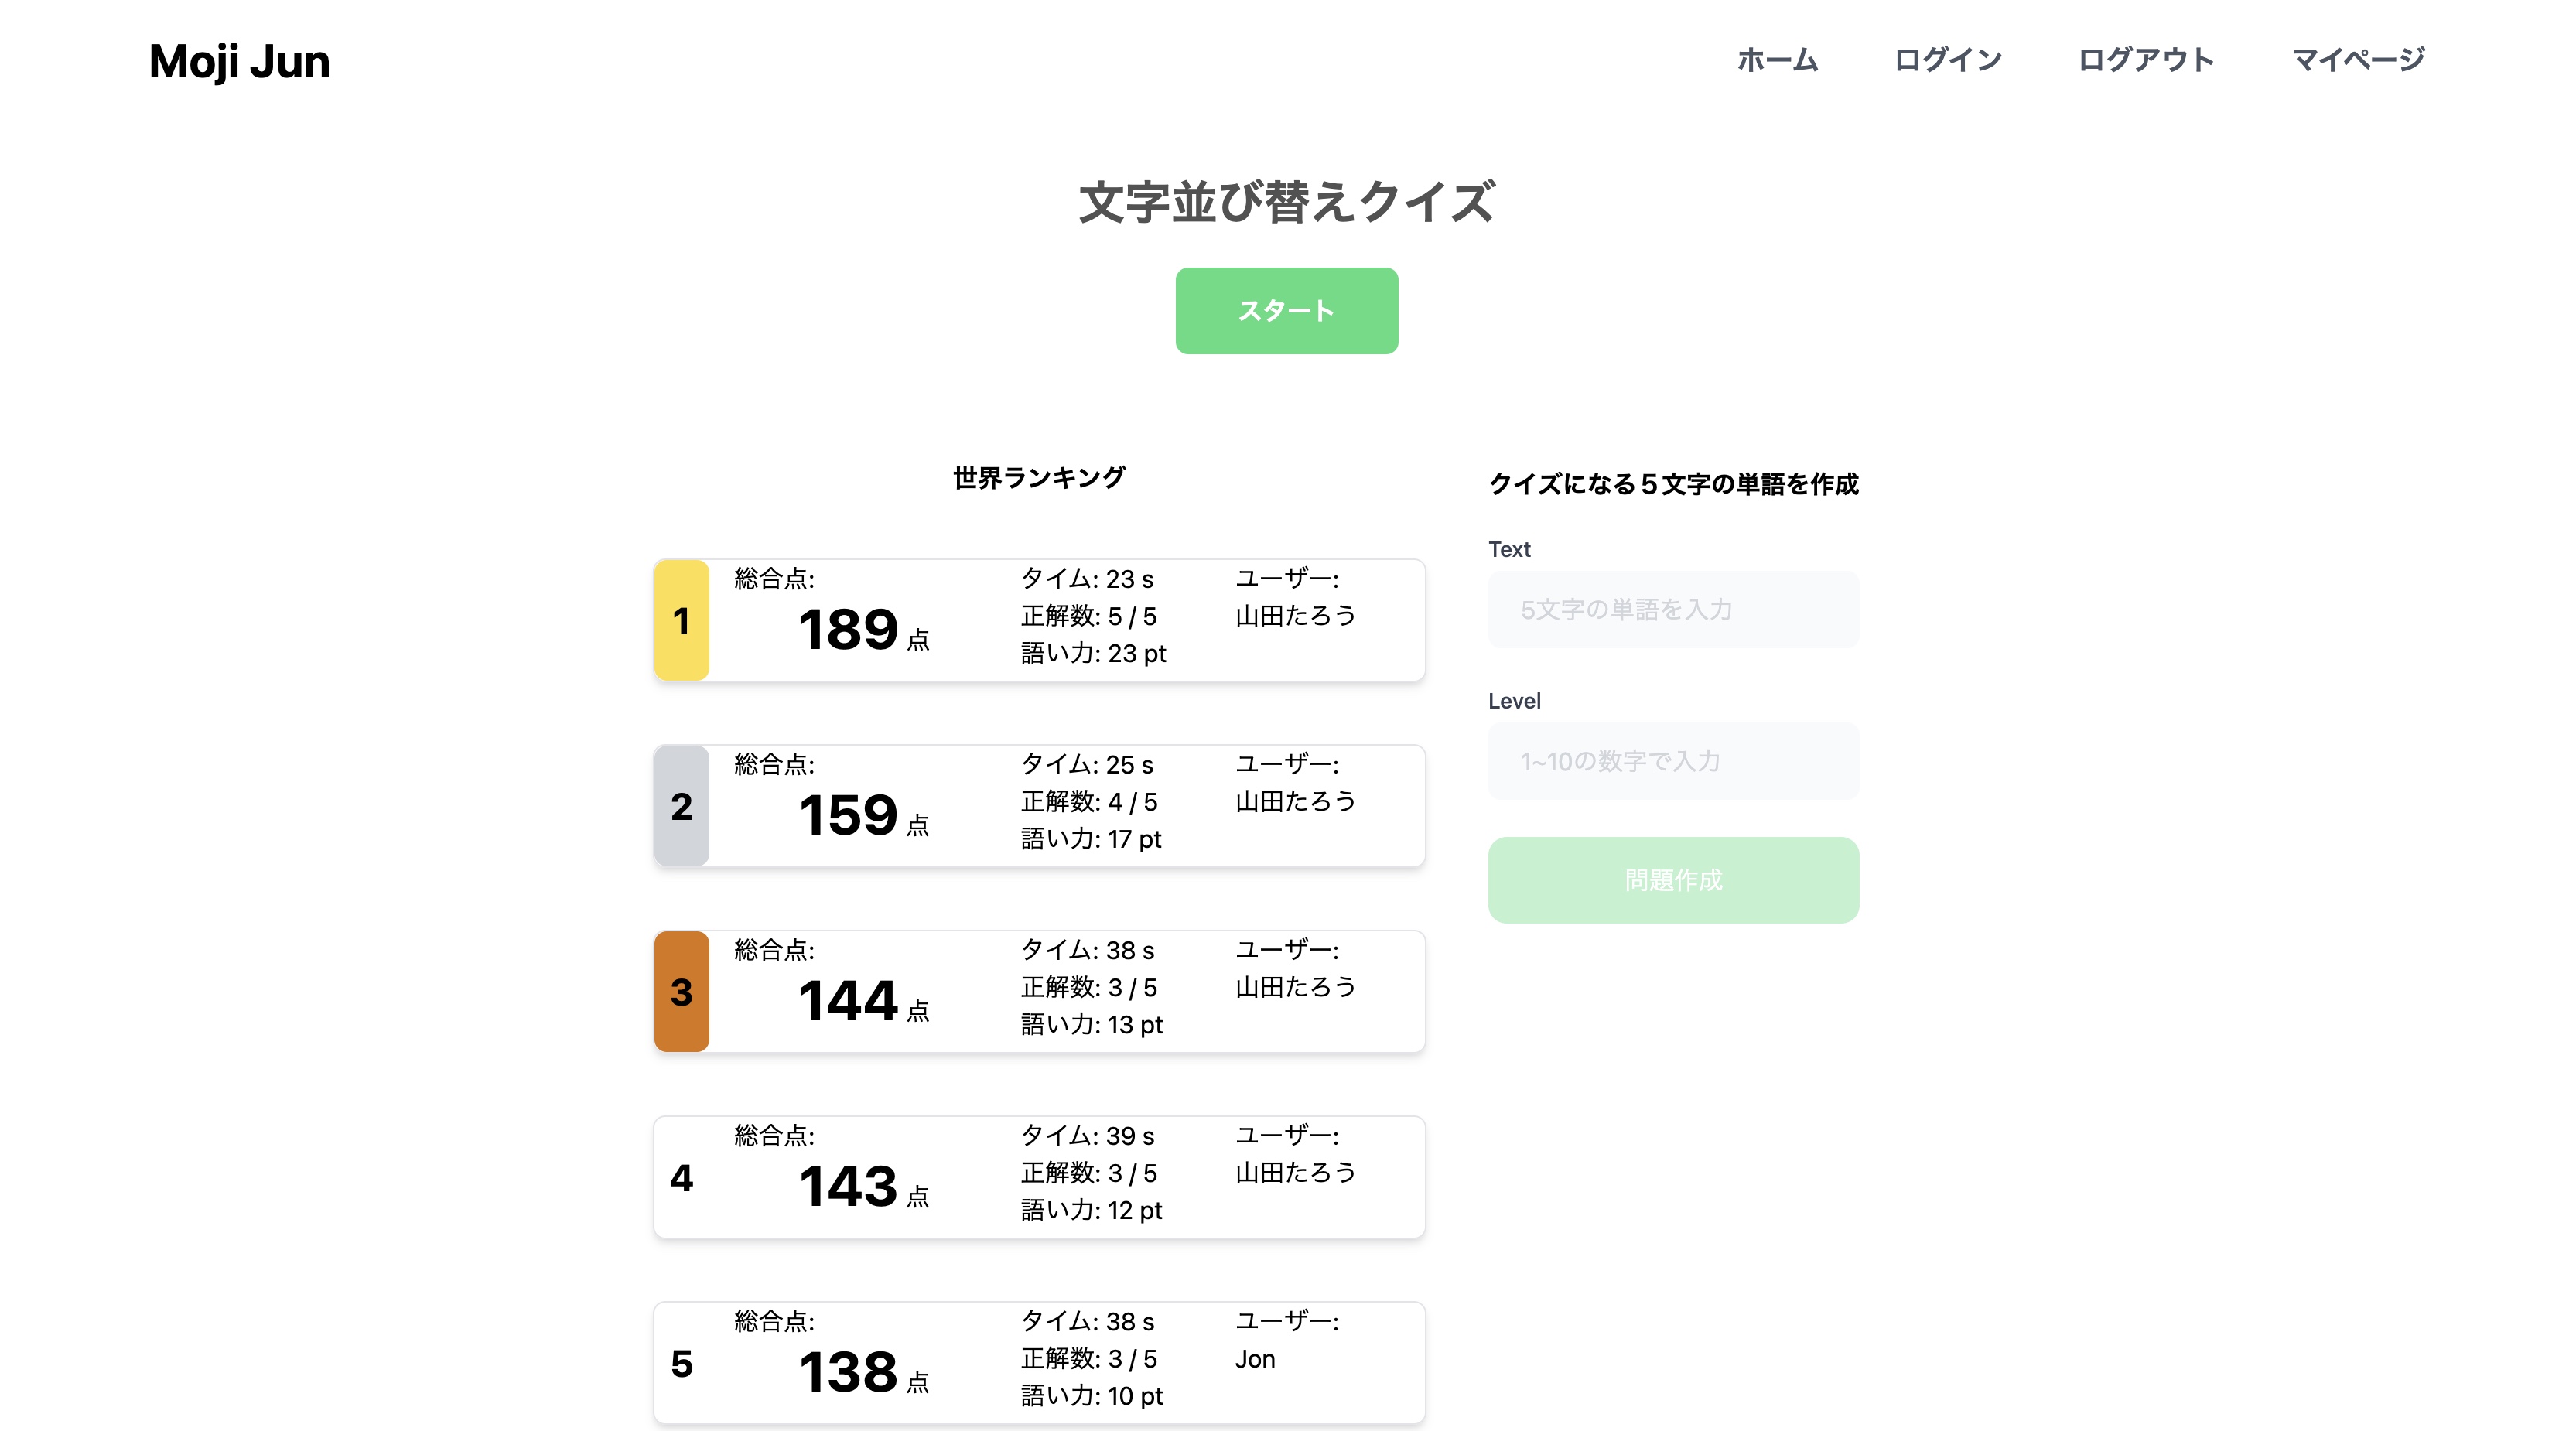 Moji Jun
ホーム ログイン ログアウト マイページ
文字並び替えクイズ
スタート
世界ランキング
1
総合点:
189 点
タイム: 23 s
正解数: 5 / 5
語い力: 23 pt
ユーザー:
山田たろう
2
総合点:
159 点
タイム: 25 s
正解数: 4 / 5
語い力: 17 pt
ユーザー:
山田たろう
3
総合点:
144 点
タイム: 38 s
正解数: 3 / 5
語い力: 13 pt
ユーザー:
山田たろう
4
総合点:
143 点
タイム: 39 s
正解数: 3 / 5
語い力: 12 pt
ユーザー:
山田たろう
5
総合点:
138 点
タイム: 38 s
正解数: 3 / 5
語い力: 10 pt
ユーザー:
Jon
クイズになる５文字の単語を作成
Text
5文字の単語を入力
Level
1~10の数字で入力
問題作成